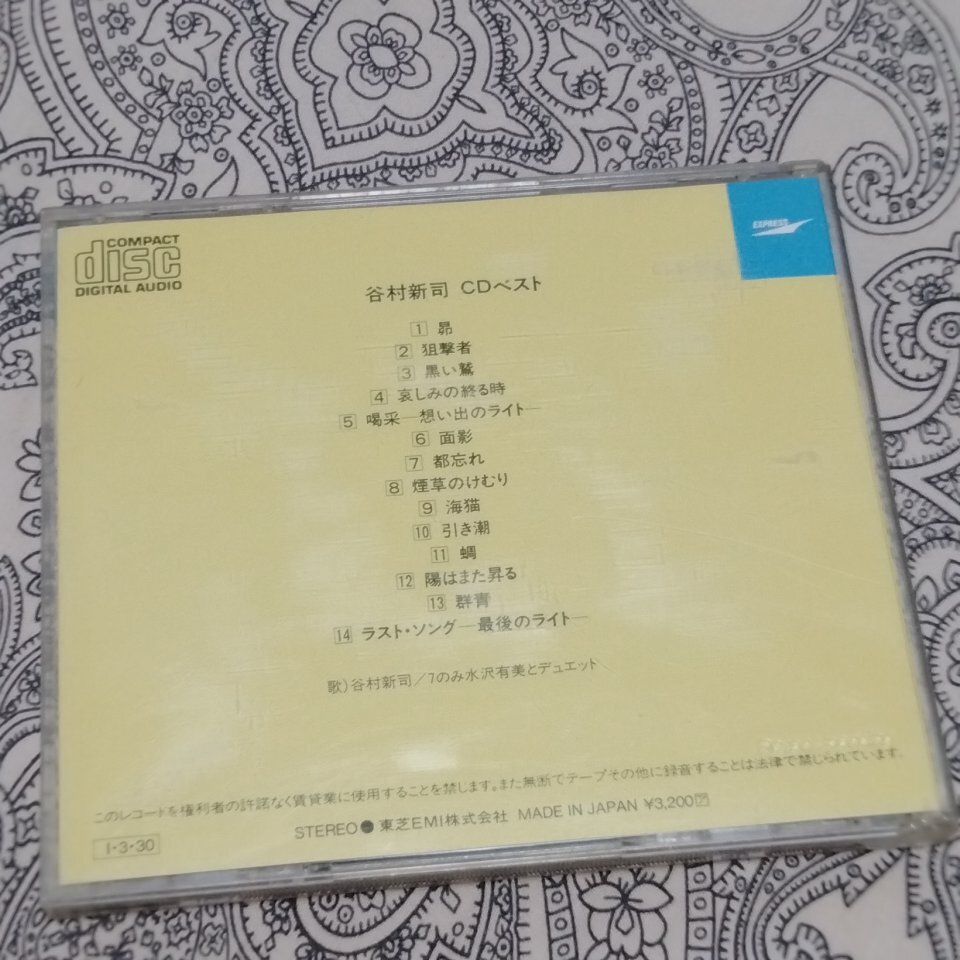 COMPACT
disc
DIGITAL AUDIO
EXPRESS
谷村新司 CDベスト
1 昴
2 狙撃者
3 黒い鷲
4 哀しみの終る時
5 喝采―想い出のライト―
6 面影
7 都忘れ
8 煙草のけむり
9 海猫
10 引き潮
11 蜩
12 陽はまた昇る
13 群青
14 ラスト・ソング―最後のライト―
歌)谷村新司/7のみ水沢有美とデュエット
このレコードを権利者の許諾なく賃貸業に使用することを禁じます。また無断でテープその他に録音することは法律で禁じられています。
STEREO●東芝EMI株式会社 MADE IN JAPAN ¥3,200
I・3・30